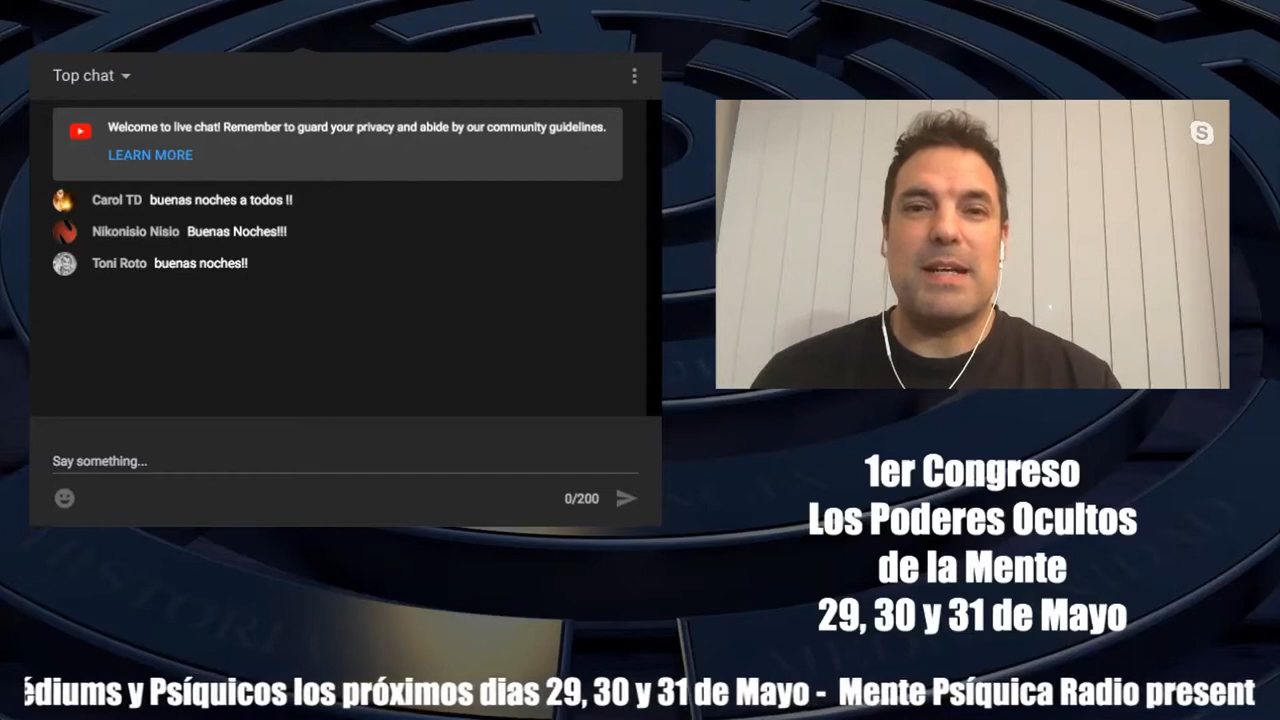 Top chat
Welcome to live chat! Remember to guard your privacy and abide by our community guidelines.
LEARN MORE
Carol TD buenas noches a todos !!
Nikonisio Nisio Buenas Noches!!!
Toni Roto buenas noches!!
Say something...
0/200
S
1er Congreso
Los Poderes Ocultos
de la Mente
29, 30 y 31 de Mayo
édiums y Psíquicos los próximos dias 29, 30 y 31 de Mayo - Mente Psíquica Radio present